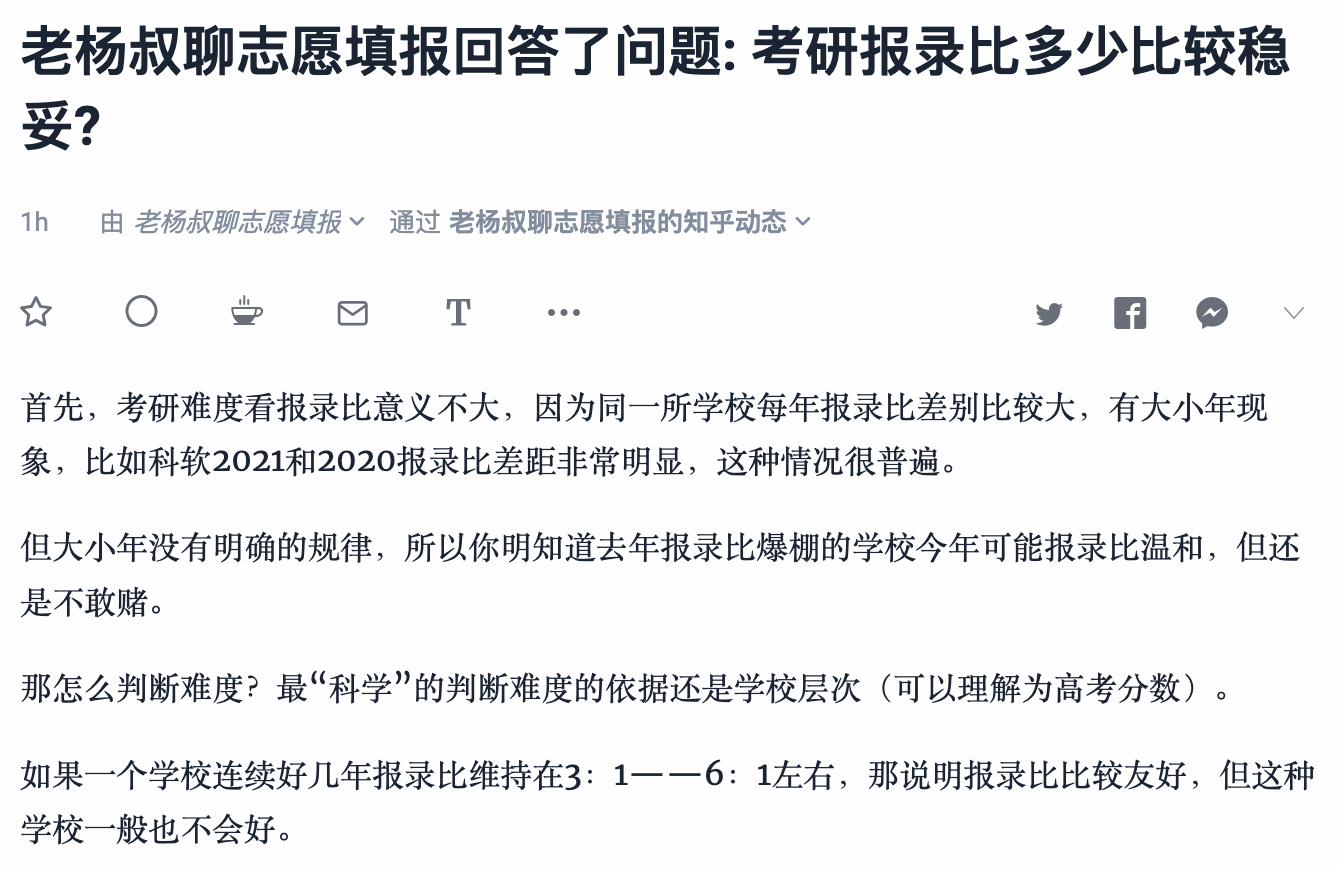 老杨叔聊志愿填报回答了问题: 考研报录比多少比较稳
妥?
1h 由 老杨叔聊志愿填报 通过 老杨叔聊志愿填报的知乎动态
T
首先，考研难度看报录比意义不大，因为同一所学校每年报录比差别比较大，有大小年现
象，比如科软2021和2020报录比差距非常明显，这种情况很普遍。
但大小年没有明确的规律，所以你明知道去年报录比爆棚的学校今年可能报录比温和，但还
是不敢赌。
那怎么判断难度？最“科学”的判断难度的依据还是学校层次（可以理解为高考分数）。
如果一个学校连续好几年报录比维持在3：1——6：1左右，那说明报录比比较友好，但这种
学校一般也不会好。